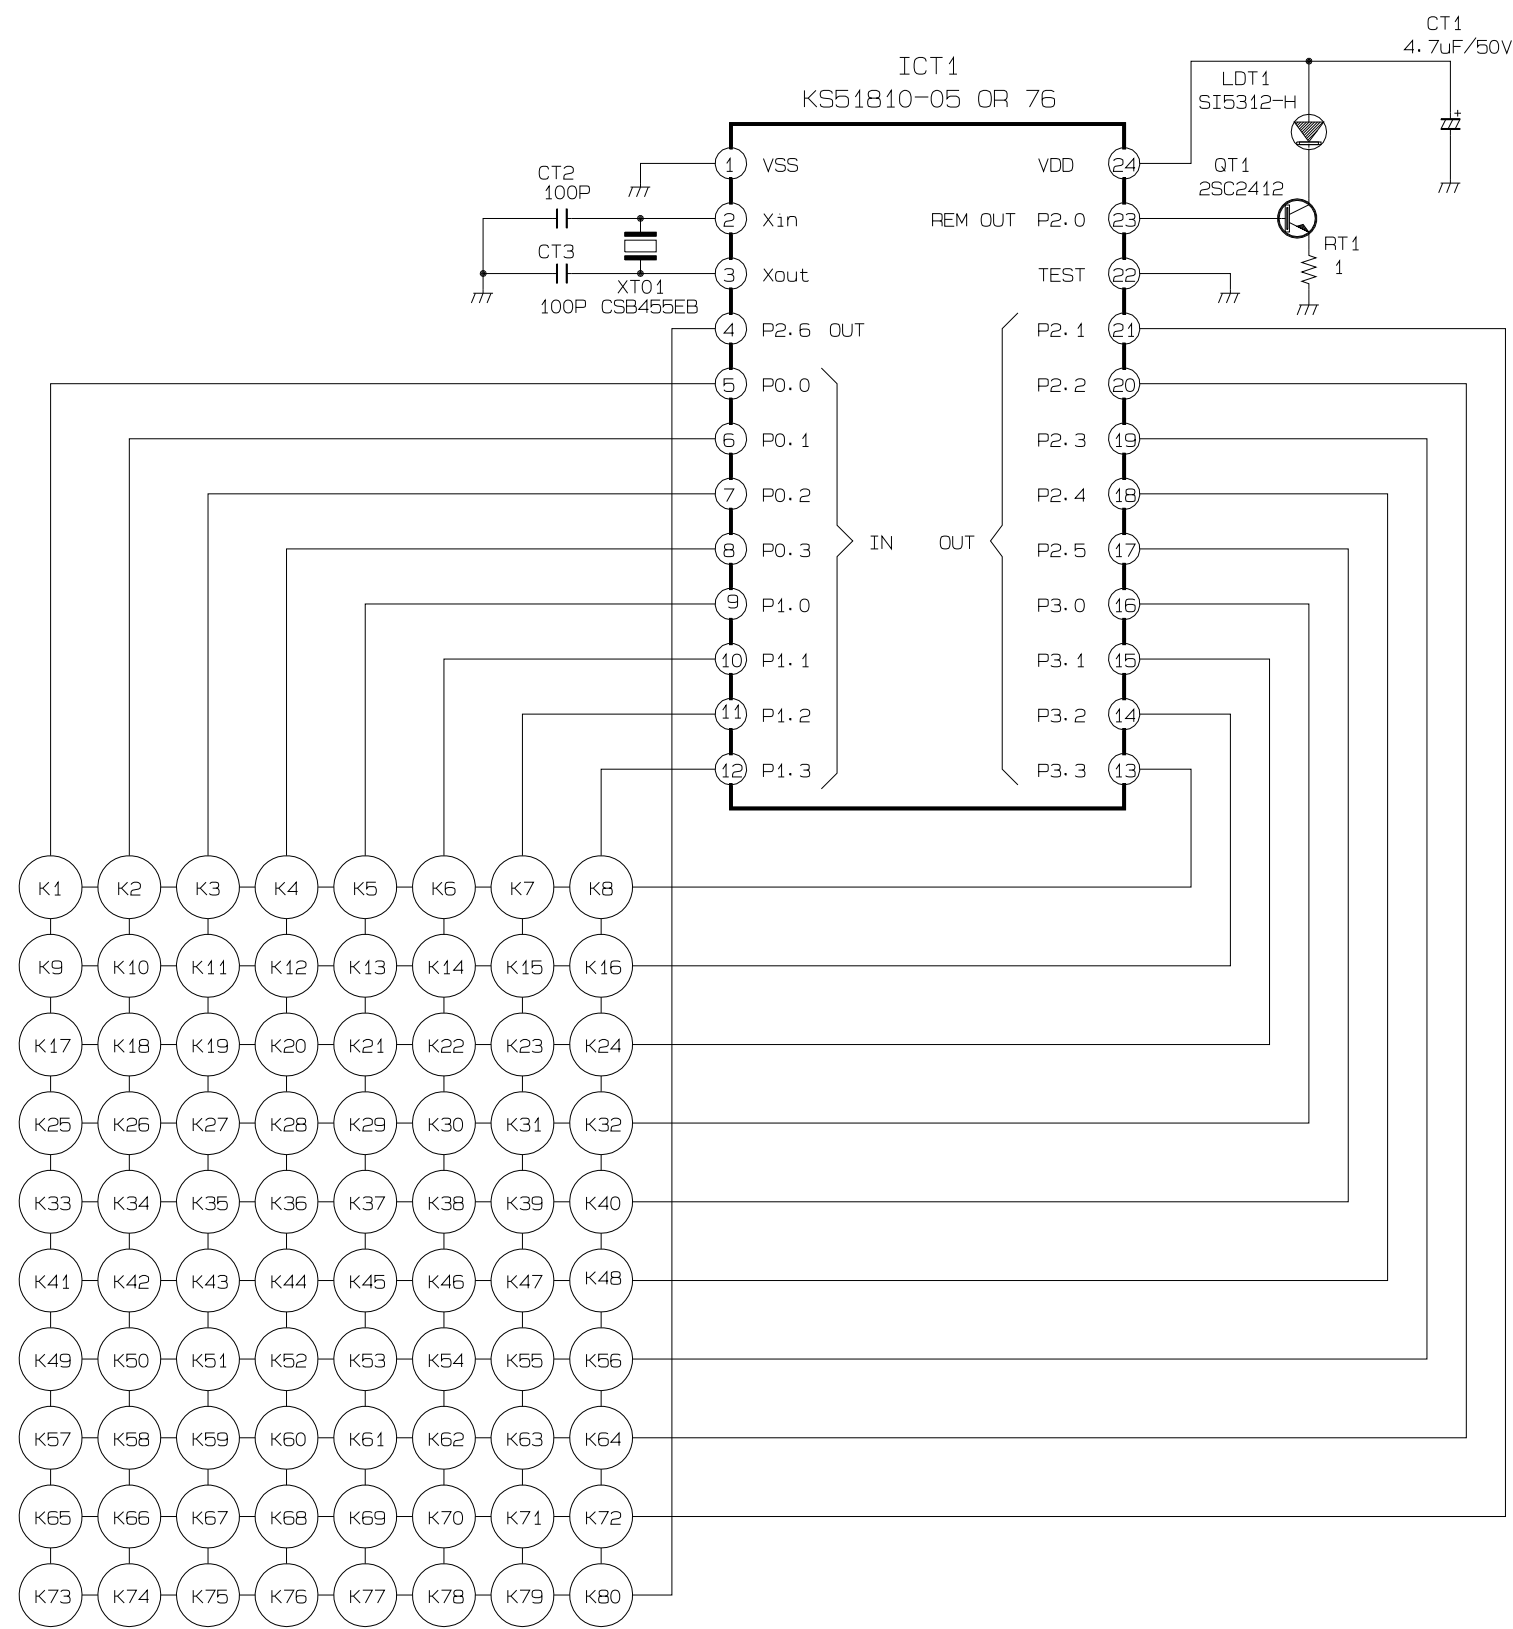 CT1
4.7uF/50V
ICT1
KS51810-05 OR 76
LDT1
SI5312-H
+
1 VSS VDD 24
CT2
100P
QT1
2SC2412
2 Xin REM OUT P2.0 23
CT3
RT1
1
3 Xout TEST 22
XT01
100P CSB455EB
4 P2.6 OUT P2.1 21
5 P0.0 P2.2 20
6 P0.1 P2.3 19
7 P0.2 P2.4 18
IN OUT
8 P0.3 P2.5 17
9 P1.0 P3.0 16
10 P1.1 P3.1 15
11 P1.2 P3.2 14
12 P1.3 P3.3 13
K1 K2 K3 K4 K5 K6 K7 K8
K9 K10 K11 K12 K13 K14 K15 K16
K17 K18 K19 K20 K21 K22 K23 K24
K25 K26 K27 K28 K29 K30 K31 K32
K33 K34 K35 K36 K37 K38 K39 K40
K41 K42 K43 K44 K45 K46 K47 K48
K49 K50 K51 K52 K53 K54 K55 K56
K57 K58 K59 K60 K61 K62 K63 K64
K65 K66 K67 K68 K69 K70 K71 K72
K73 K74 K75 K76 K77 K78 K79 K80